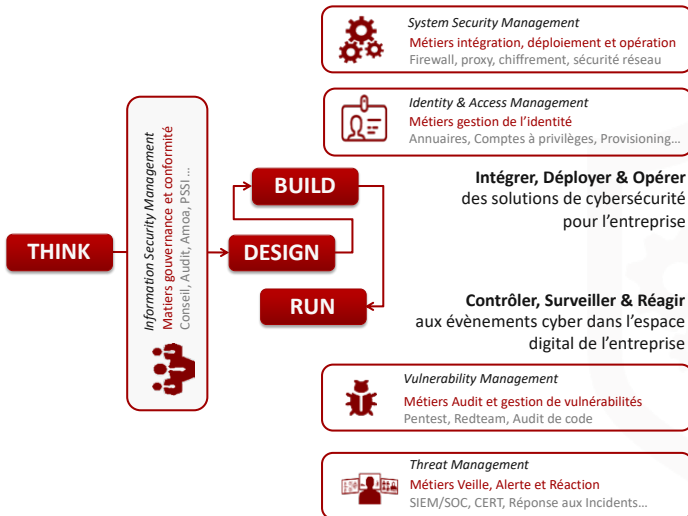 System Security Management
Métiers intégration, déploiement et opération
Firewall, proxy, chiffrement, sécurité réseau
Identity & Access Management
Métiers gestion de l'identité
Annuaires, Comptes à privilèges, Provisioning…
Information Security Management
Matiers gouvernance et conformité
Conseil, Audit, Amoa, PSSI …
THINK
BUILD
DESIGN
RUN
Intégrer, Déployer & Opérer
des solutions de cybersécurité
pour l'entreprise
Contrôler, Surveiller & Réagir
aux évènements cyber dans l'espace
digital de l'entreprise
Vulnerability Management
Métiers Audit et gestion de vulnérabilités
Pentest, Redteam, Audit de code
Threat Management
Métiers Veille, Alerte et Réaction
SIEM/SOC, CERT, Réponse aux Incidents…